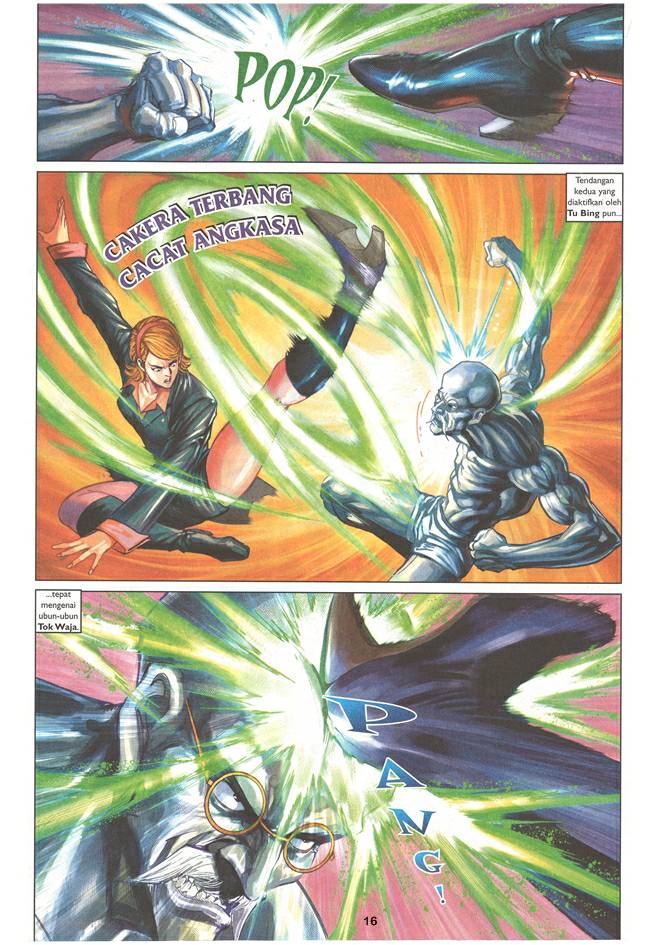 POP!
CAKERA TERBANG
CACAT ANGKASA
Tendangan
kedua yang
diaktifkan oleh
Tu Bing pun...
...tepat
mengenai
ubun-ubun
Tok Waja.
PANG!
16